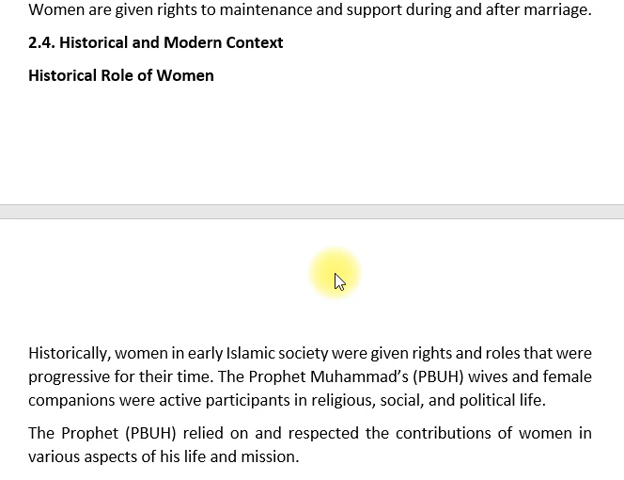 Women are given rights to maintenance and support during and after marriage.
2.4. Historical and Modern Context
Historical Role of Women
Historically, women in early Islamic society were given rights and roles that were
progressive for their time. The Prophet Muhammad’s (PBUH) wives and female
companions were active participants in religious, social, and political life.
The Prophet (PBUH) relied on and respected the contributions of women in
various aspects of his life and mission.